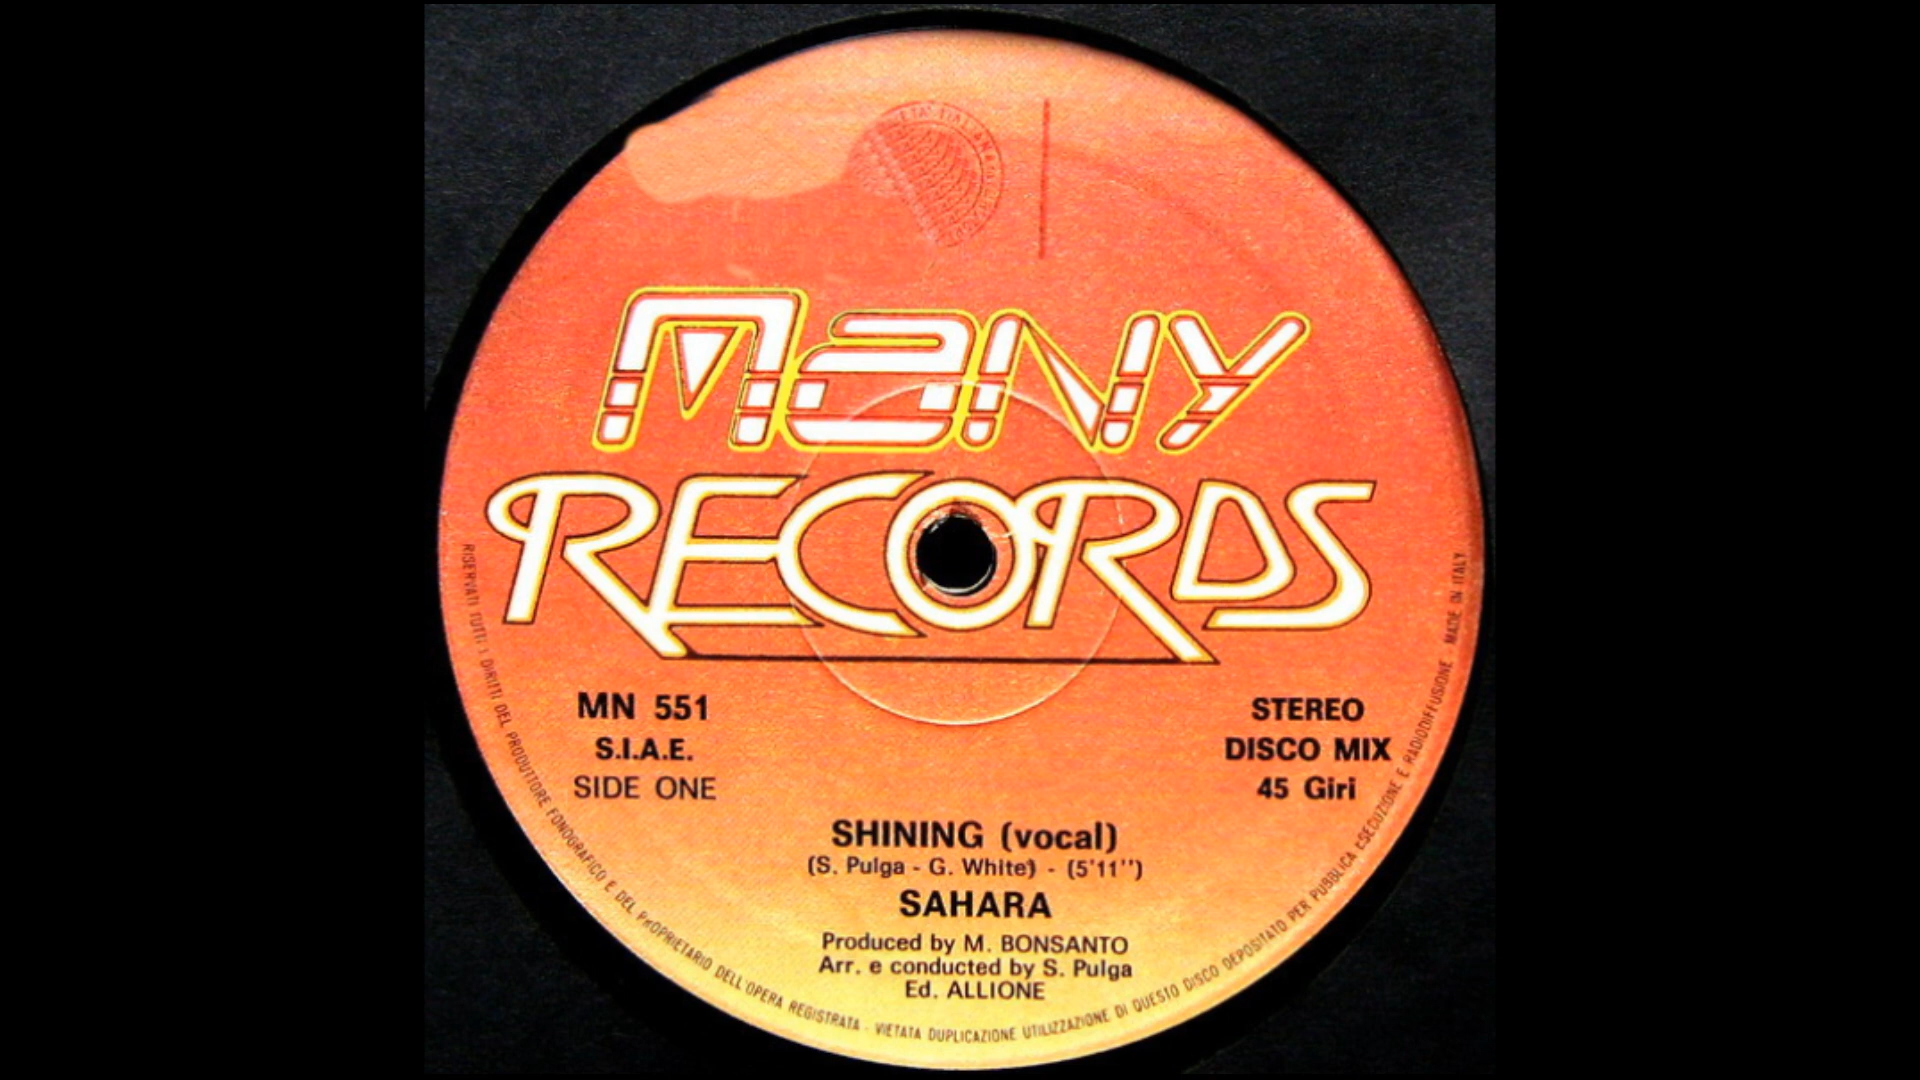 many
RECORDS
MN 551
S.I.A.E.
SIDE ONE
STEREO
DISCO MIX
45 Giri
SHINING (vocal)
(S. Pulga - G. White) - (5'11'')
SAHARA
Produced by M. BONSANTO
Arr. e conducted by S. Pulga
Ed. ALLIONE
RISERVATI TUTTI I DIRITTI DEL PRODUTTORE FONOGRAFICO E DEL PROPRIETARIO DELL'OPERA REGISTRATA - VIETATA DUPLICAZIONE UTILIZZAZIONE DI QUESTO DISCO DEPOSITATO PER PUBBLICA ESECUZIONE E RADIODIFFUSIONE - MADE IN ITALY